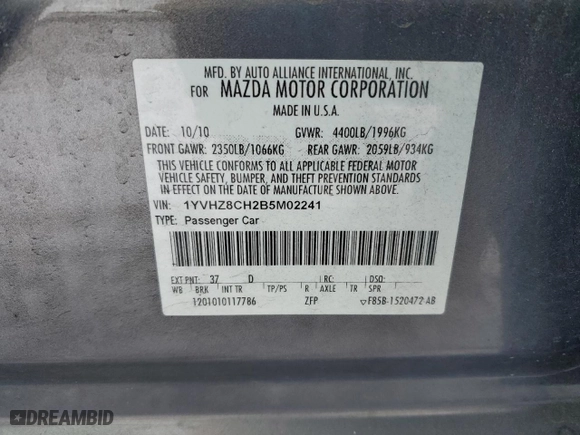 MFD. BY AUTO ALLIANCE INTERNATIONAL, INC.
FOR MAZDA MOTOR CORPORATION
MADE IN U.S.A.
DATE: 10/10 GVWR: 4400LB/1996KG
FRONT GAWR: 2350LB/1066KG REAR GAWR: 2059LB/934KG
THIS VEHICLE CONFORMS TO ALL APPLICABLE FEDERAL MOTOR
VEHICLE SAFETY, BUMPER, AND THEFT PREVENTION STANDARDS
IN EFFECT ON THE DATE OF MANUFACTURE SHOWN ABOVE.
VIN: 1YVHZ8CH2B5M02241
TYPE: Passenger Car
EXT PNT: 37 D RC: DSO:
WB BRK INT TR TP/PS R AXLE TR SPR
1201010117786 ZFP ▽F85B-1520472-AB
DREAMBID